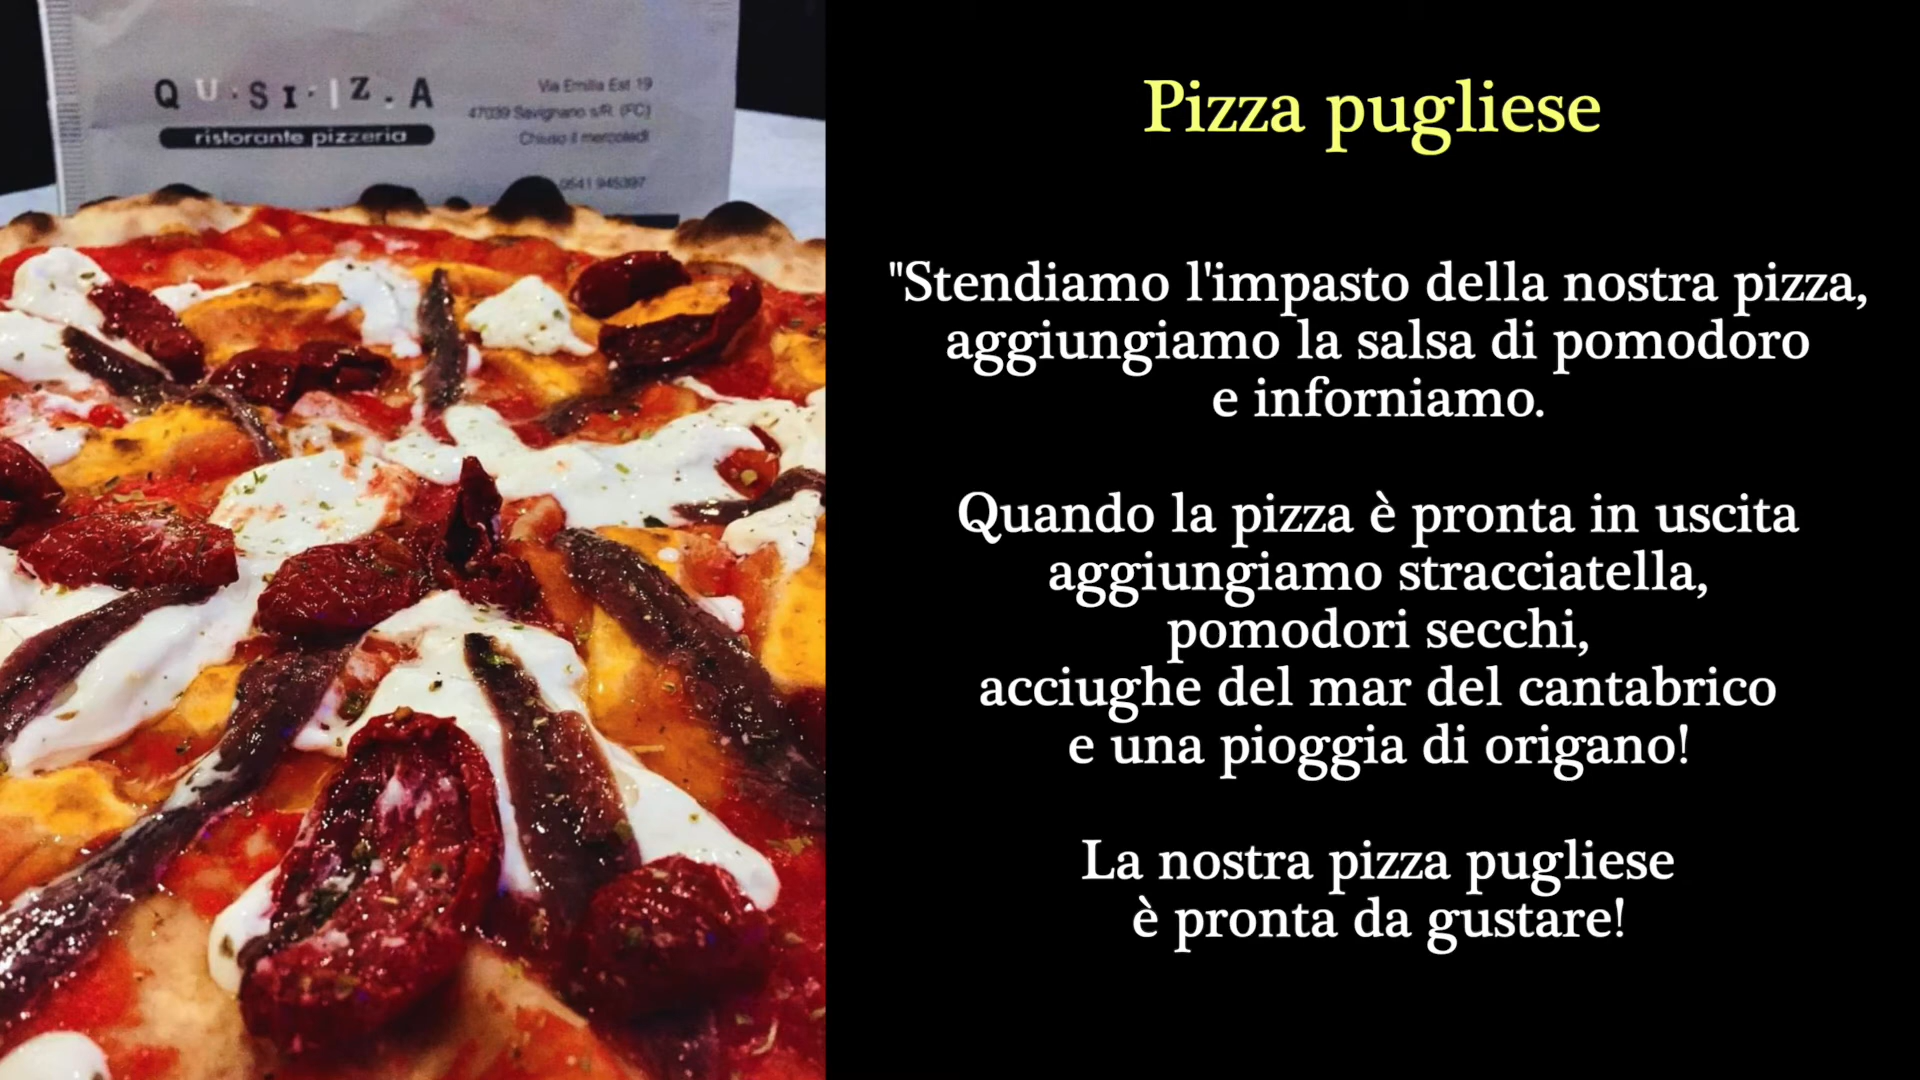 QU.SI.IZ.A
ristorante pizzeria
Via Emilia Est 19
47039 Savignano s/R. (FC)
Chiuso il mercoledì
0541 945397
Pizza pugliese
"Stendiamo l'impasto della nostra pizza,
aggiungiamo la salsa di pomodoro
e inforniamo.
Quando la pizza è pronta in uscita
aggiungiamo stracciatella,
pomodori secchi,
acciughe del mar del cantabrico
e una pioggia di origano!
La nostra pizza pugliese
è pronta da gustare!